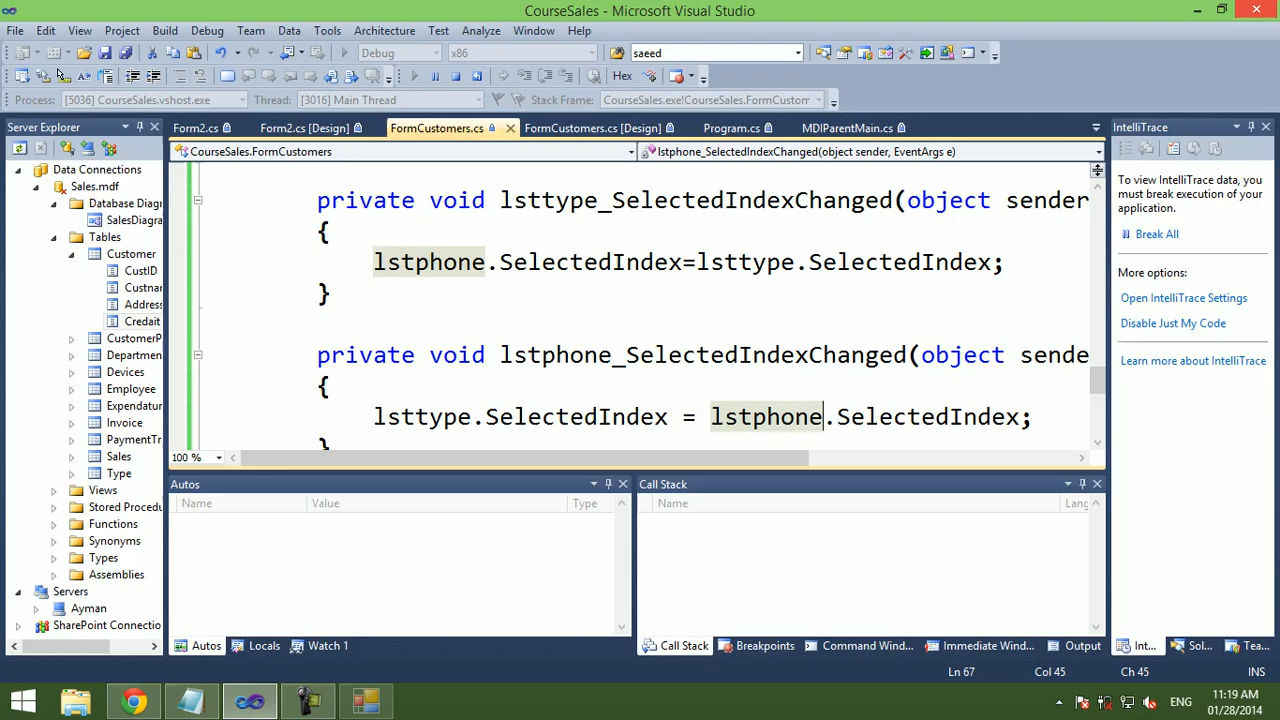 CourseSales - Microsoft Visual Studio
File Edit View Project Build Debug Team Data Tools Architecture Test Analyze Window Help
Debug x86 saeed
Hex
Process: [5036] CourseSales.vshost.exe Thread: [3016] Main Thread Stack Frame: CourseSales.exe!CourseSales.FormCustom
Server Explorer
Form2.cs Form2.cs [Design] FormCustomers.cs FormCustomers.cs [Design] Program.cs MDIParentMain.cs
IntelliTrace
CourseSales.FormCustomers lstphone_SelectedIndexChanged(object sender, EventArgs e)
Data Connections
Sales.mdf
Database Diagr
SalesDiagra
Tables
Customer
CustID
Custnar
Address
Credait
CustomerP
Departmen
Devices
Employee
Expendatur
Invoice
PaymentTr
Sales
Type
Views
Stored Procedu
Functions
Synonyms
Types
Assemblies
Servers
Ayman
SharePoint Connectio
private void lsttype_SelectedIndexChanged(object sender
{
lstphone.SelectedIndex=lsttype.SelectedIndex;
}
private void lstphone_SelectedIndexChanged(object sende
{
lsttype.SelectedIndex = lstphone.SelectedIndex;
}
100 %
To view IntelliTrace data, you must break execution of your application.
Break All
More options:
Open IntelliTrace Settings
Disable Just My Code
Learn more about IntelliTrace
Autos
Name Value Type
Call Stack
Name Lang
Autos Locals Watch 1
Call Stack Breakpoints Command Wind... Immediate Wind... Output
Int... Sol... Tea...
Ln 67 Col 45 Ch 45 INS
ENG
11:19 AM
01/28/2014